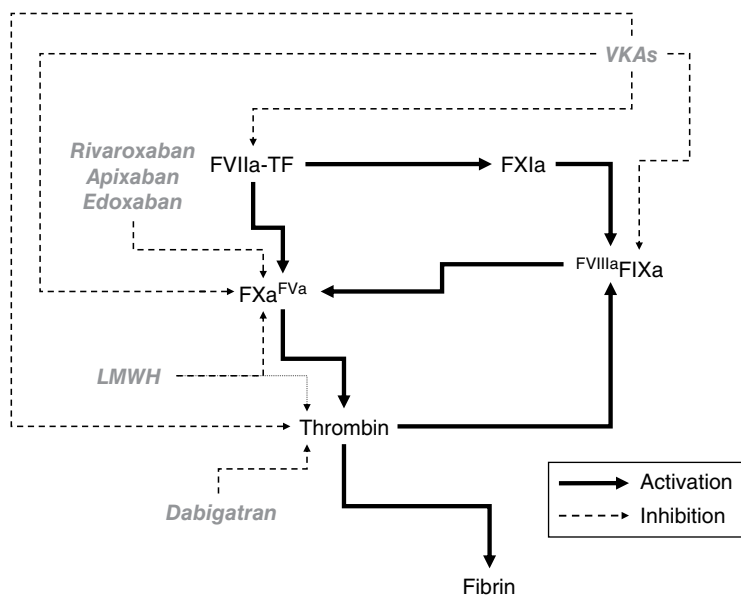 VKAs
Rivaroxaban
Apixaban
Edoxaban
FVIIa-TF
FXIa
FVIIIaFIXa
FXaFVa
LMWH
Thrombin
Dabigatran
Activation
Inhibition
Fibrin